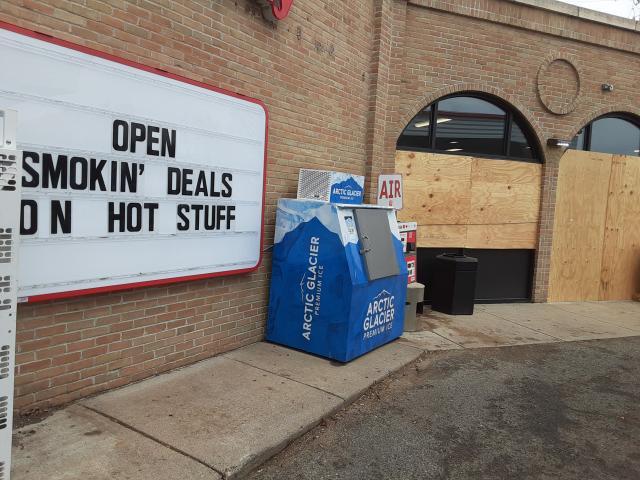 OPEN
SMOKIN' DEALS
ON HOT STUFF
ARCTIC GLACIER
AIR
ARCTIC GLACIER
PREMIUM ICE
ARCTIC
GLACIER
PREMIUM ICE